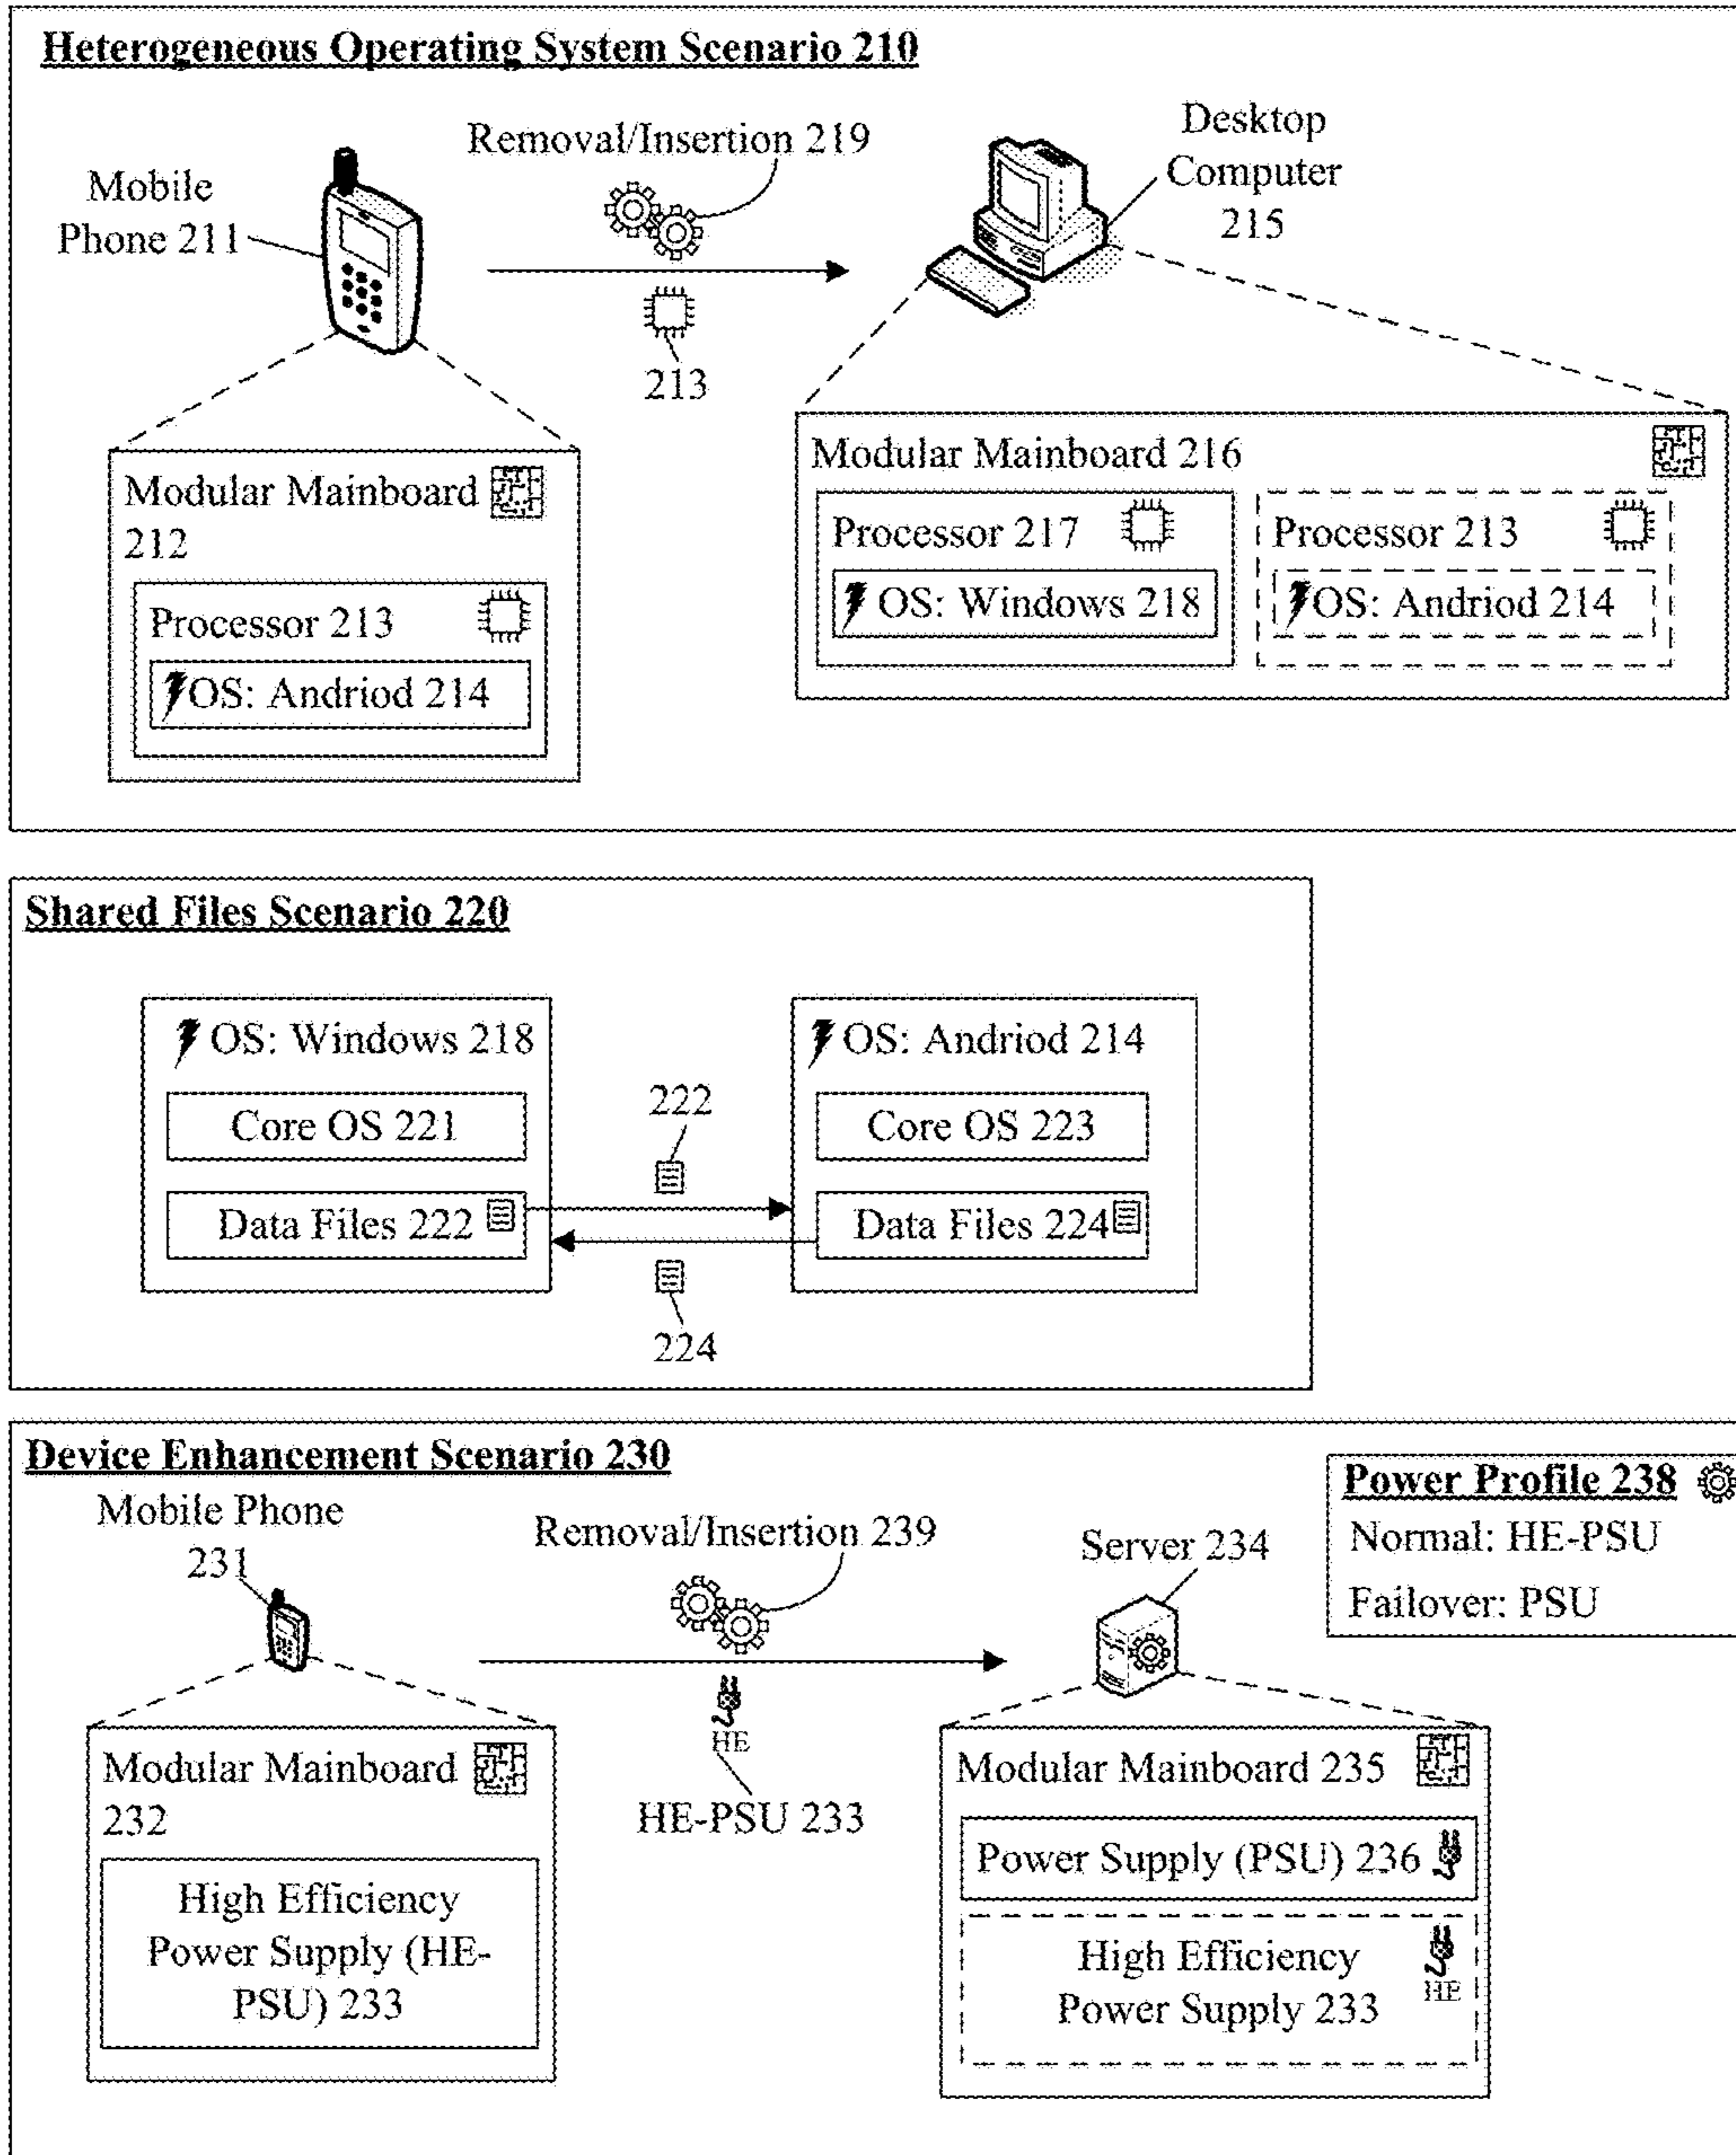 Heterogeneous Operating System Scenario 210
Mobile
Phone 211
Removal/Insertion 219
213
Desktop
Computer
215
Modular Mainboard
212
Processor 213
OS: Andriod 214
Modular Mainboard 216
Processor 217
OS: Windows 218
Processor 213
OS: Andriod 214
Shared Files Scenario 220
OS: Windows 218
Core OS 221
Data Files 222
222
224
OS: Andriod 214
Core OS 223
Data Files 224
Device Enhancement Scenario 230
Mobile Phone
231
Removal/Insertion 239
HE
HE-PSU 233
Server 234
Power Profile 238
Normal: HE-PSU
Failover: PSU
Modular Mainboard
232
High Efficiency
Power Supply (HE-
PSU) 233
Modular Mainboard 235
Power Supply (PSU) 236
High Efficiency
Power Supply 233
HE